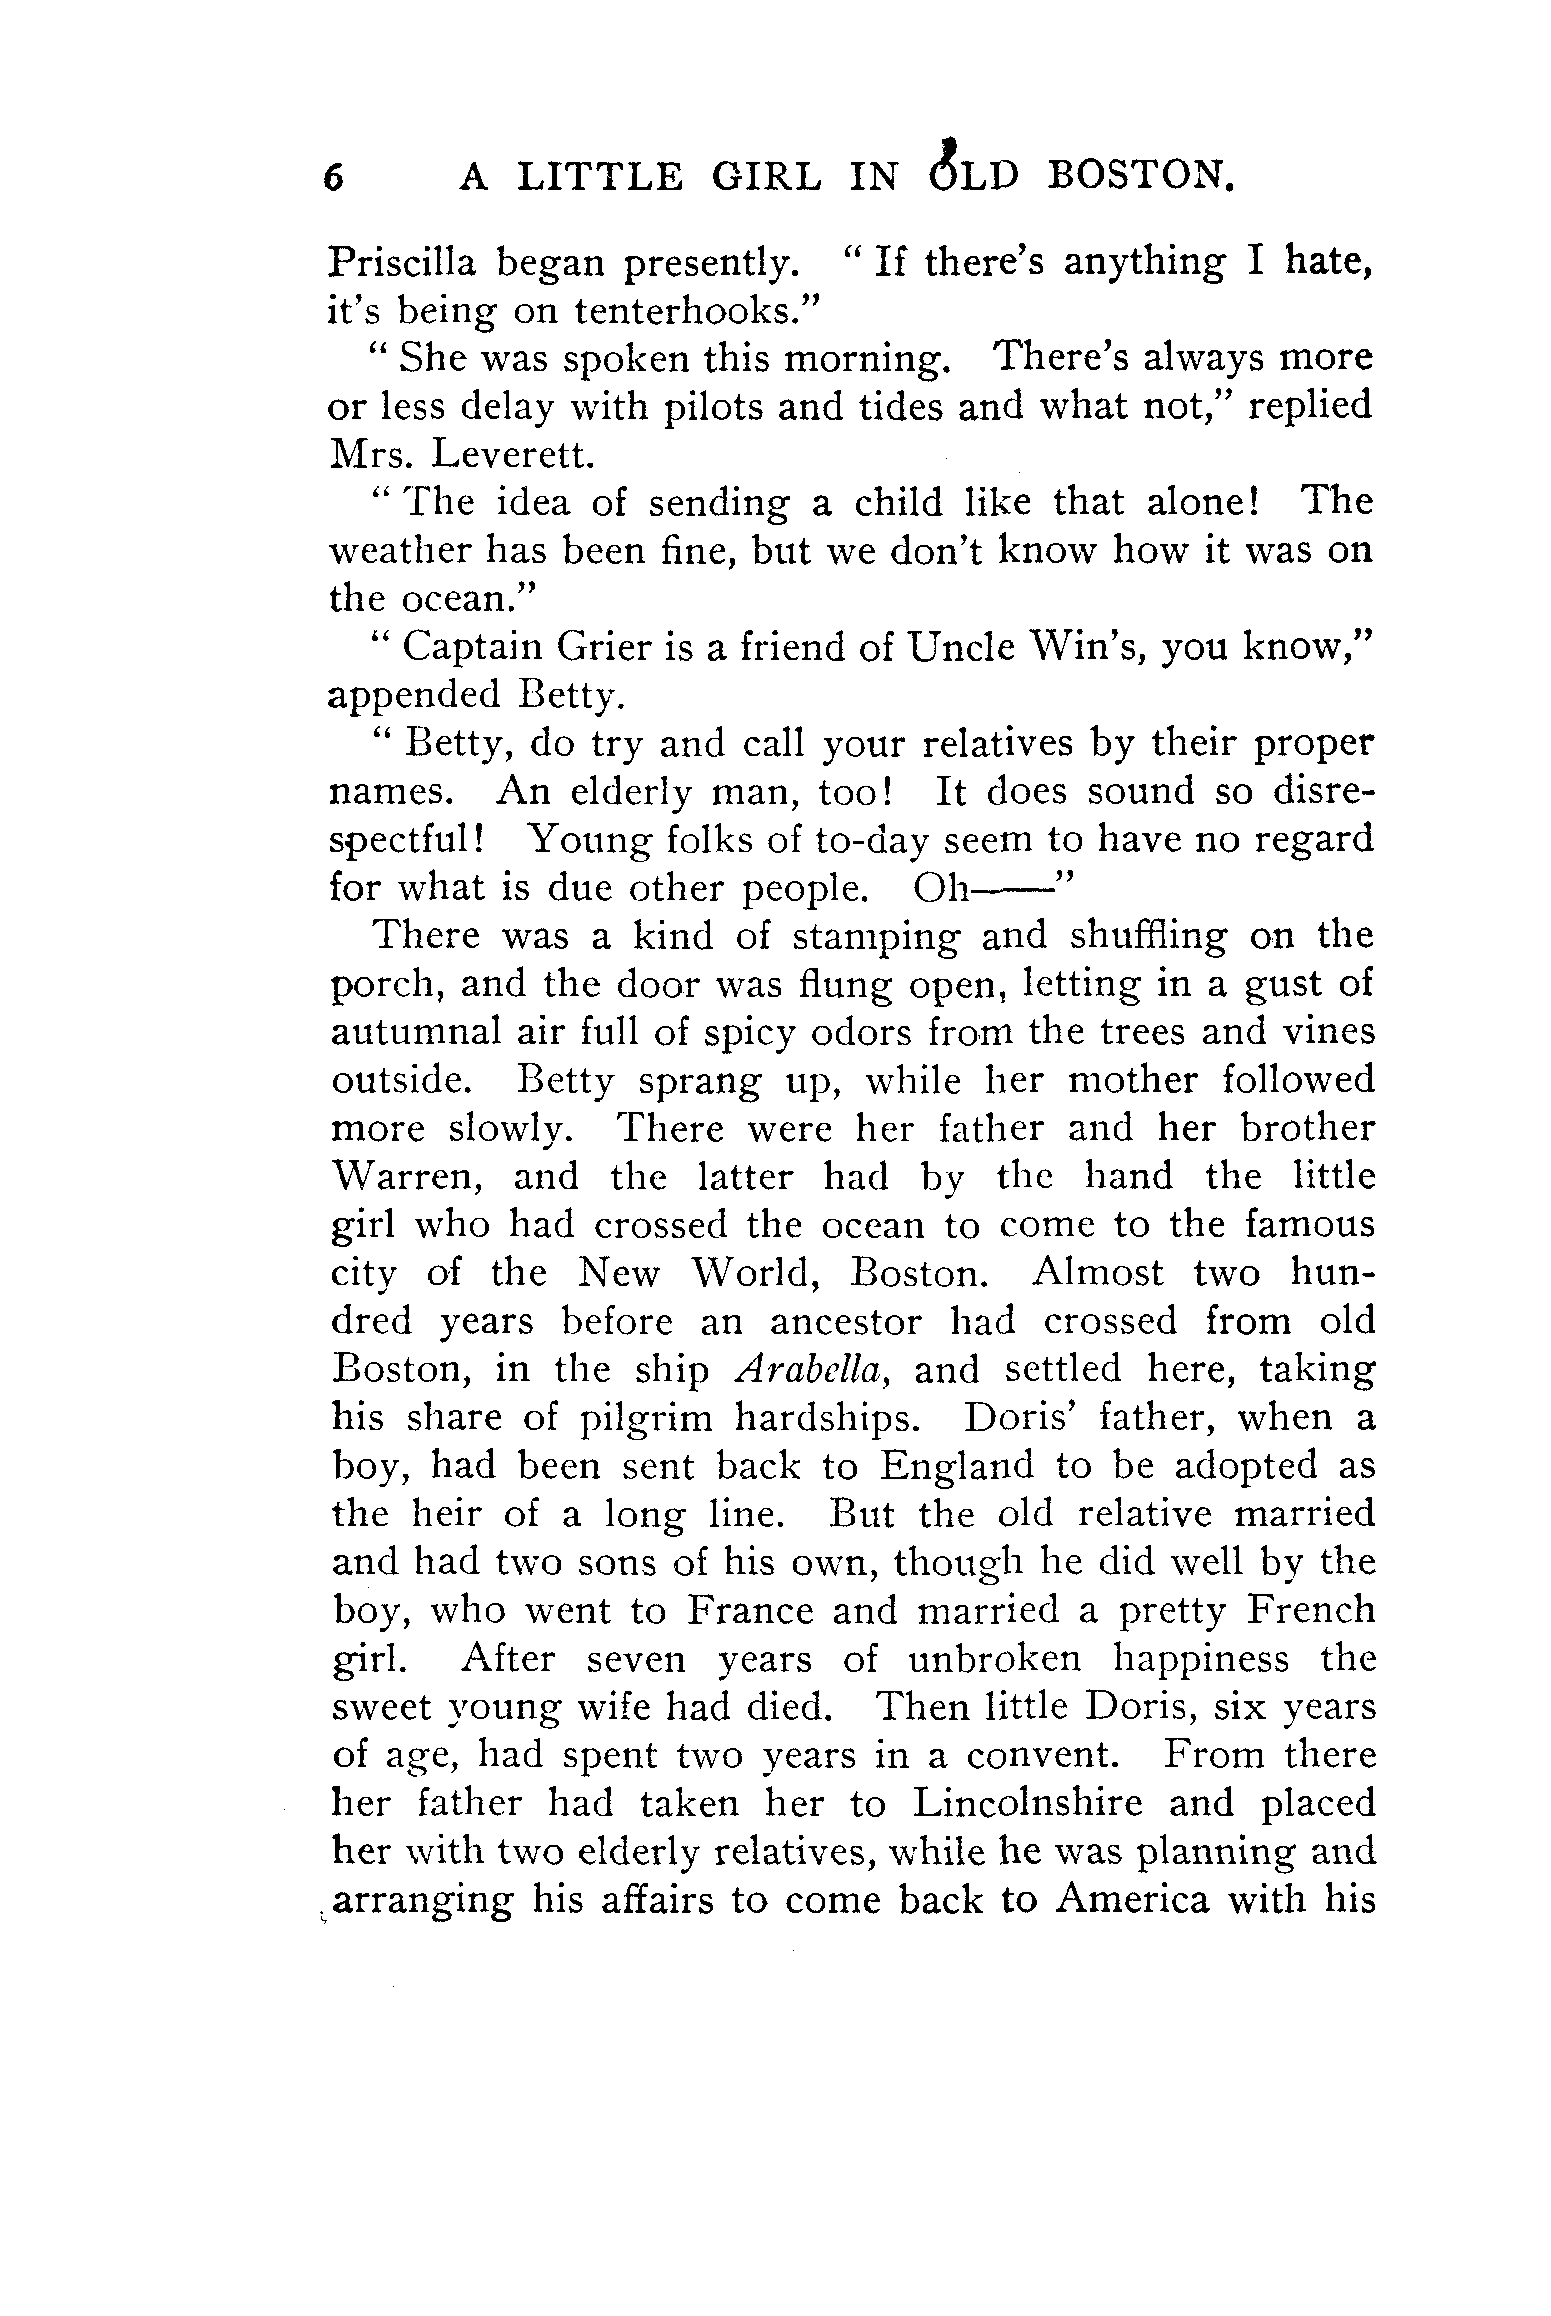 6 A LITTLE GIRL IN OLD BOSTON.
Priscilla began presently. “ If there’s anything I hate,
it’s being on tenterhooks.”
“ She was spoken this morning. There’s always more
or less delay with pilots and tides and what not,” replied
Mrs. Leverett.
“ The idea of sending a child like that alone! The
weather has been fine, but we don’t know how it was on
the ocean.”
“ Captain Grier is a friend of Uncle Win’s, you know,”
appended Betty.
“ Betty, do try and call your relatives by their proper
names. An elderly man, too! It does sound so disre-
spectful! Young folks of to-day seem to have no regard
for what is due other people. Oh——”
There was a kind of stamping and shuffling on the
porch, and the door was flung open, letting in a gust of
autumnal air full of spicy odors from the trees and vines
outside. Betty sprang up, while her mother followed
more slowly. There were her father and her brother
Warren, and the latter had by the hand the little
girl who had crossed the ocean to come to the famous
city of the New World, Boston. Almost two hun-
dred years before an ancestor had crossed from old
Boston, in the ship Arabella, and settled here, taking
his share of pilgrim hardships. Doris’ father, when a
boy, had been sent back to England to be adopted as
the heir of a long line. But the old relative married
and had two sons of his own, though he did well by the
boy, who went to France and married a pretty French
girl. After seven years of unbroken happiness the
sweet young wife had died. Then little Doris, six years
of age, had spent two years in a convent. From there
her father had taken her to Lincolnshire and placed
her with two elderly relatives, while he was planning and
arranging his affairs to come back to America with his